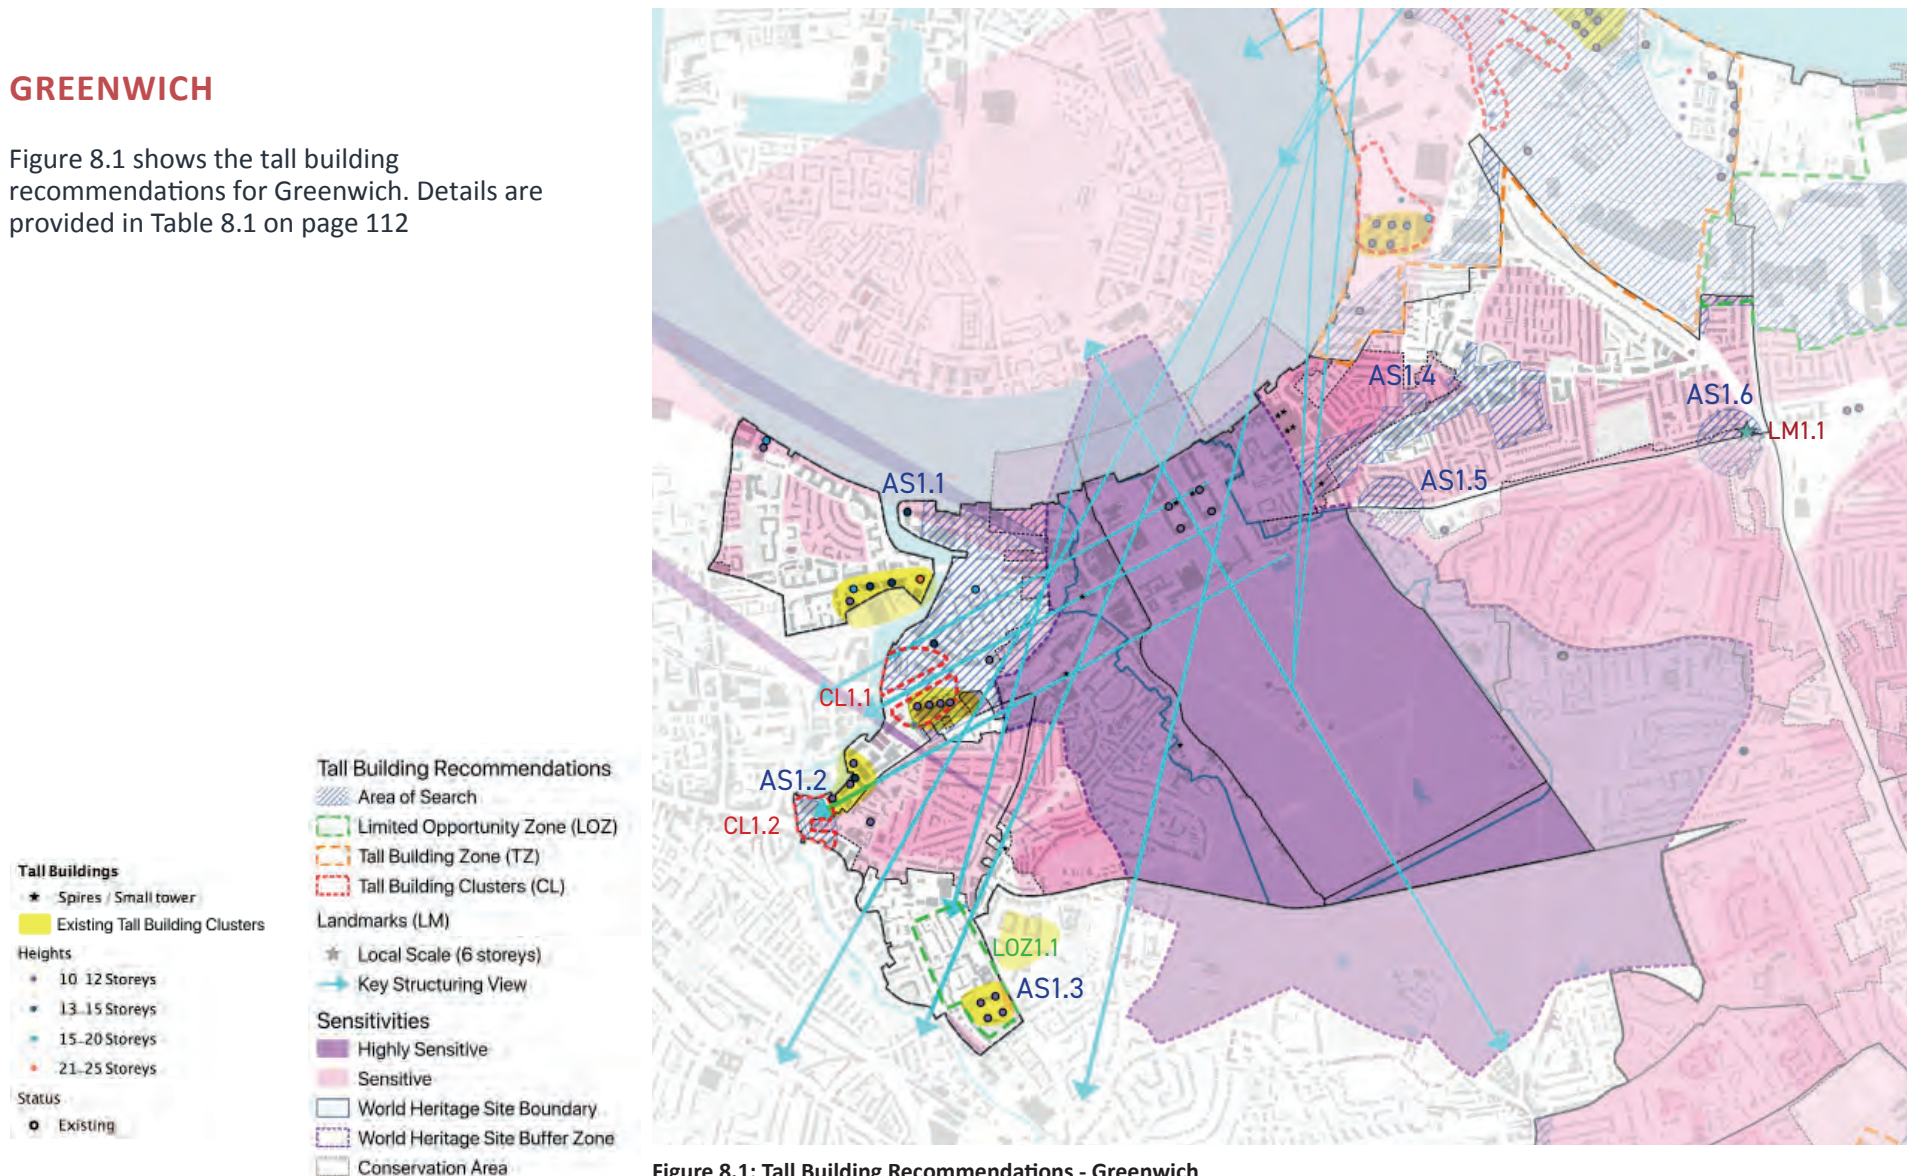 GREENWICH
Figure 8.1 shows the tall building
recommendations for Greenwich. Details are
provided in Table 8.1 on page 112
Tall Buildings
Spires / Small tower
Existing Tall Building Clusters
Heights
10 12 Storeys
13..15 Storeys
15..20 Storeys
21..25 Storeys
Status
Existing
Tall Building Recommendations
Area of Search
Limited Opportunity Zone (LOZ)
Tall Building Zone (TZ)
Tall Building Clusters (CL)
Landmarks (LM)
Local Scale (6 storeys)
Key Structuring View
Sensitivities
Highly Sensitive
Sensitive
World Heritage Site Boundary
World Heritage Site Buffer Zone
Conservation Area
AS1.4
AS1.6
LM1.1
AS1.1
AS1.5
CL1.1
AS1.2
CL1.2
LOZ1.1
AS1.3
Figure 8.1: Tall Building Recommendations - Greenwich